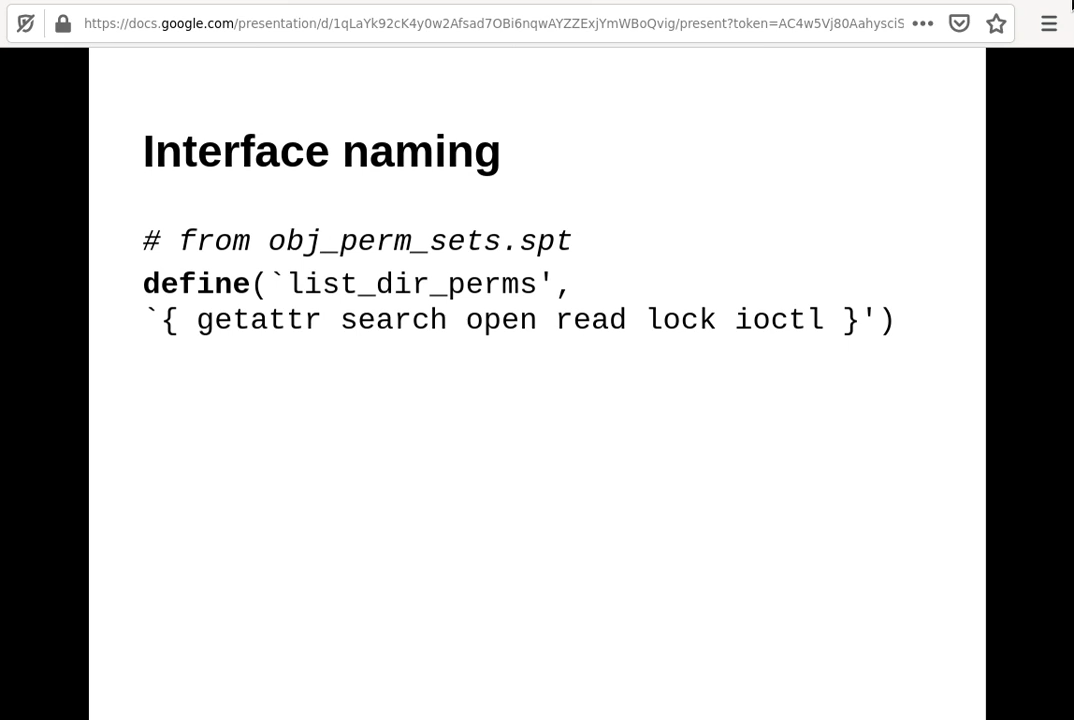 https://docs.google.com/presentation/d/1qLaYk92cK4y0w2Afsad7OBi6nqwAYZZExjYmWBoQvig/present?token=AC4w5Vj80AahysciS
Interface naming
# from obj_perm_sets.spt
define(`list_dir_perms',
`{ getattr search open read lock ioctl }')